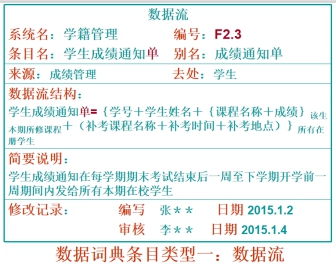 数据流
系统名：学籍管理 编号：F2.3
条目名：学生成绩通知单 别名：成绩通知单
来源：成绩管理 去处：学生
数据流结构：
学生成绩通知单={学号＋学生姓名＋{课程名称＋成绩}该生
本期所修课程＋（补考课程名称＋补考时间＋补考地点）}所有在
册学生
简要说明：
学生成绩通知在每学期期末考试结束后一周至下学期开学前一
周期间内发给所有本期在校学生
修改记录： 编写 张＊＊ 日期 2015.1.2
审核 李＊＊ 日期 2015.1.4
数据词典条目类型一：数据流